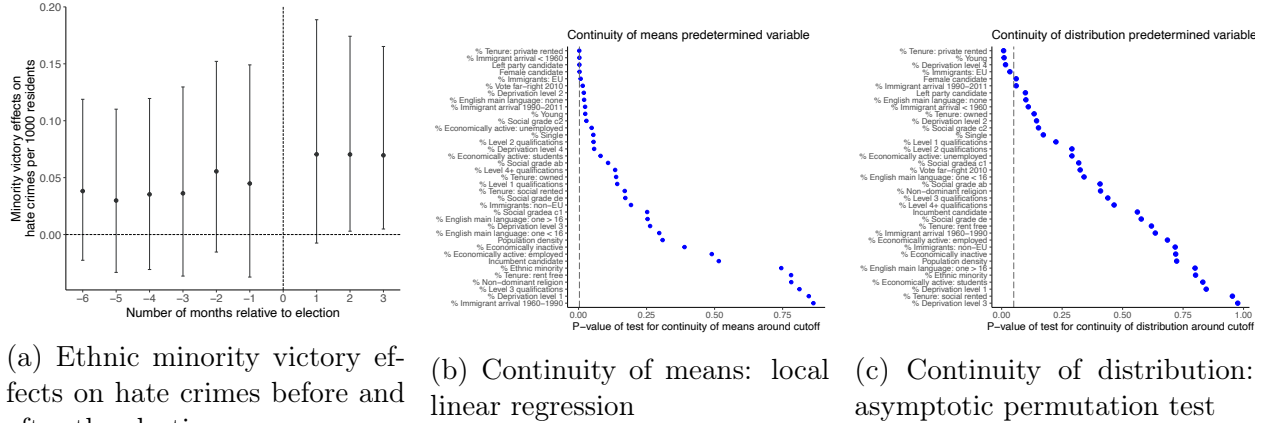 0.20
0.15
0.10
0.05
0.00
Minority victory effects on
hate crimes per 1000 residents
−6 −5 −4 −3 −2 −1 0 1 2 3
Number of months relative to election
(a) Ethnic minority victory ef-
fects on hate crimes before and
Continuity of means predetermined variable
% Tenure: private rented
% Immigrant arrival < 1960
Left party candidate
Female candidate
% Immigrants: EU
% Vote far−right 2010
% Deprivation level 2
% English main language: none
% Immigrant arrival 1990−2011
% Young
% Social grade c2
% Economically active: unemployed
% Single
% Level 2 qualifications
% Deprivation level 4
% Economically active: students
% Social grade ab
% Level 4+ qualifications
% Tenure: owned
% Level 1 qualifications
% Tenure: social rented
% Social grade de
% Immigrants: non−EU
% Social gradea c1
% English main language: one > 16
% Deprivation level 3
% English main language: one < 16
Population density
% Economically inactive
% Economically active: employed
Incumbent candidate
% Ethnic minority
% Tenure: rent free
% Non−dominant religion
% Level 3 qualifications
% Deprivation level 1
% Immigrant arrival 1960−1990
0.00 0.25 0.50 0.75
P−value of test for continuity of means around cutoff
(b) Continuity of means: local
linear regression
Continuity of distribution predetermined variable
% Tenure: private rented
% Young
% Deprivation level 4
% Immigrants: EU
Female candidate
% Immigrant arrival 1990−2011
Left party candidate
% English main language: none
% Immigrant arrival < 1960
% Tenure: owned
% Deprivation level 2
% Social grade c2
% Single
% Level 1 qualifications
% Level 2 qualifications
% Economically active: unemployed
% Social gradea c1
% Vote far−right 2010
% English main language: one < 16
% Social grade ab
% Non−dominant religion
% Level 3 qualifications
% Level 4+ qualifications
Incumbent candidate
% Social grade de
% Tenure: rent free
% Immigrant arrival 1960−1990
% Economically active: employed
% Immigrants: non−EU
% Economically inactive
Population density
% English main language: one > 16
% Ethnic minority
% Economically active: students
% Deprivation level 1
% Tenure: social rented
% Deprivation level 3
0.00 0.25 0.50 0.75 1.00
P−value of test for continuity of distribution around cutoff
(c) Continuity of distribution:
asymptotic permutation test